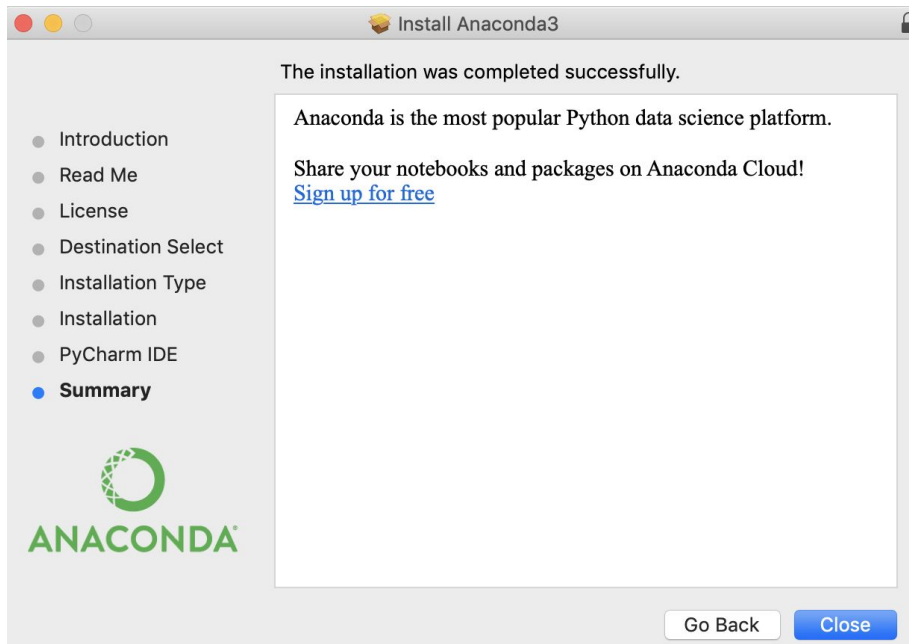 Install Anaconda3
The installation was completed successfully.
Introduction
Read Me
License
Destination Select
Installation Type
Installation
PyCharm IDE
Summary
ANACONDA
Anaconda is the most popular Python data science platform.
Share your notebooks and packages on Anaconda Cloud!
Sign up for free
Go Back
Close